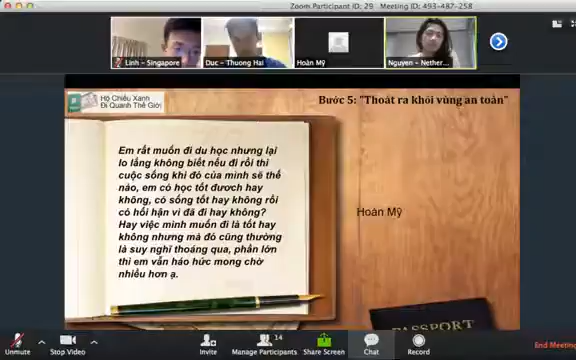 Zoom Participant ID: 29 Meeting ID: 493-487-258
Linh - Singapore
Duc - Thuong Hai
Hoàn Mỹ
Nguyen - Nether...
Hộ Chiếu Xanh
Đi Quanh Thế Giới
Bước 5: "Thoát ra khỏi vùng an toàn"
Em rất muốn đi du học nhưng lại
lo lắng không biết nếu đi rồi thì
cuộc sống khi đó của mình sẽ thế
nào, em có học tốt đươch hay
không, có sống tốt hay không rồi
có hối hận vì đã đi hay không?
Hay việc mình muốn đi là tốt hay
không nhưng mà đó cũng thường
là suy nghĩ thoáng qua, phần lớn
thì em vẫn háo hức mong chờ
nhiều hơn ạ.
Hoàn Mỹ
PASSPORT
14
Unmute
Stop Video
Invite
Manage Participants
Share Screen
Chat
Record
End Meeting